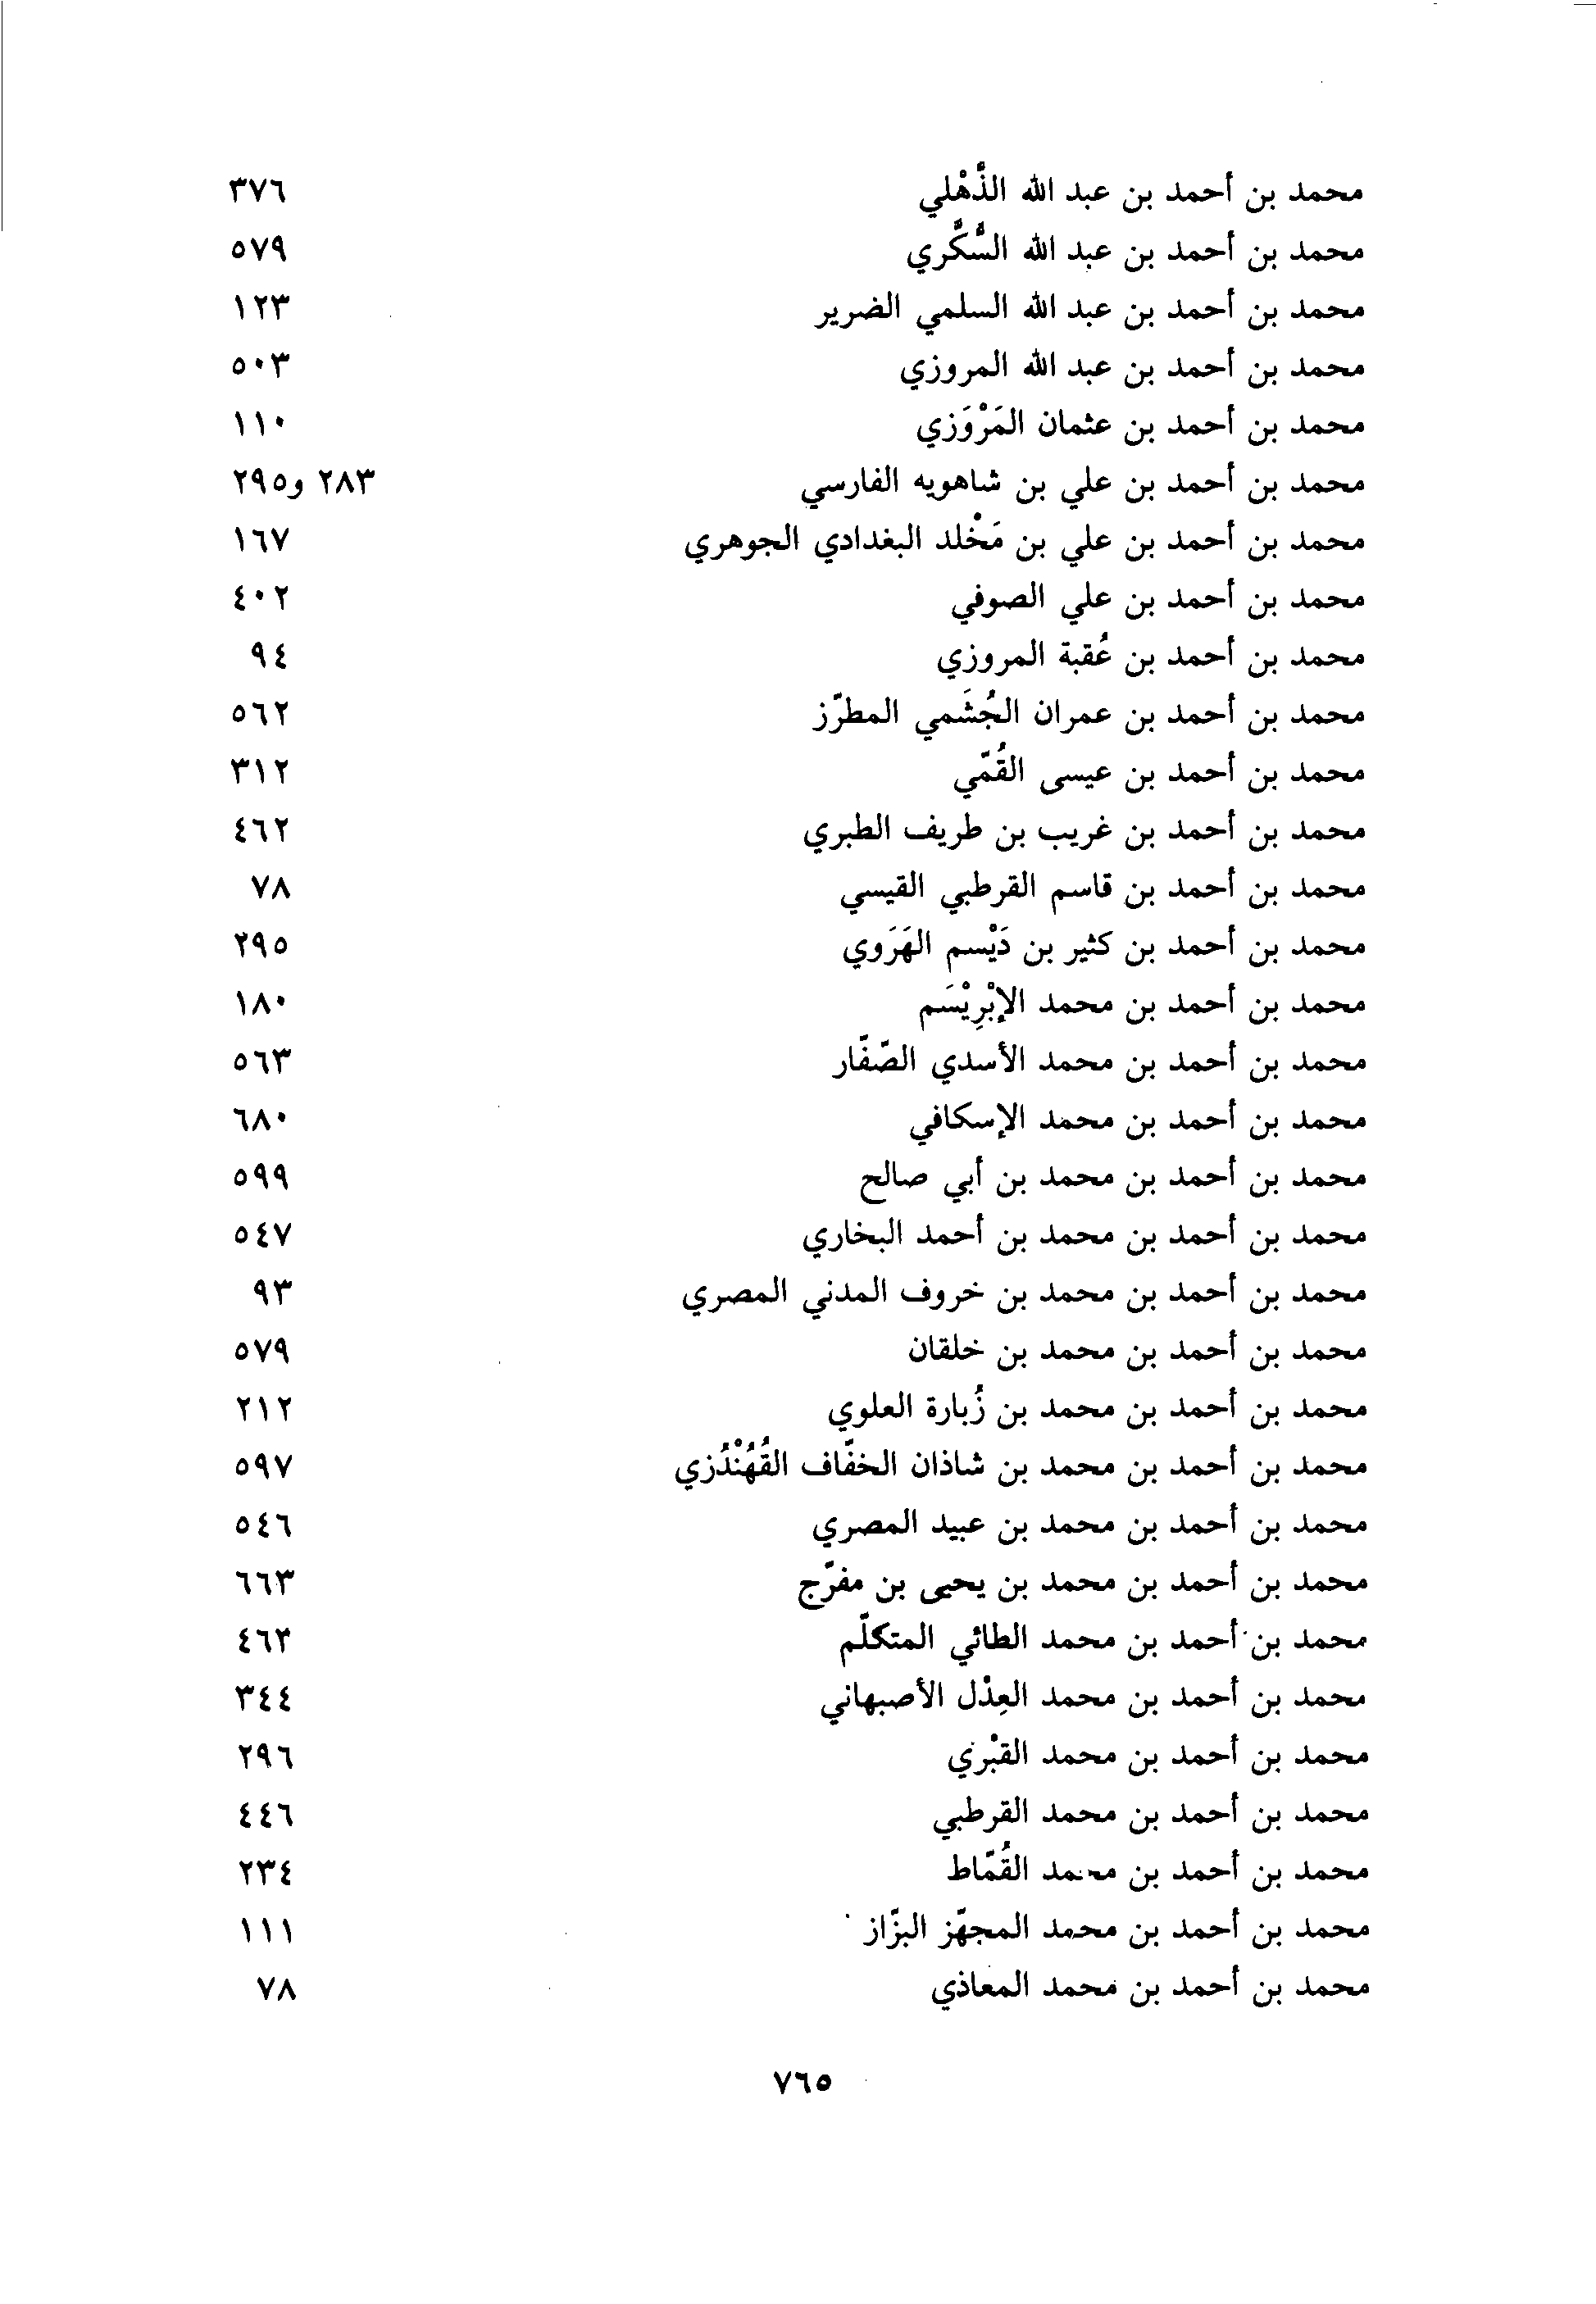 محمد بن أحمد بن عبد الله الذُّهْلي ٣٧٦
محمد بن أحمد بن عبد الله السُّكَّري ٥٧٩
محمد بن أحمد بن عبد الله السلمي الضرير ١٢٣
محمد بن أحمد بن عبد الله المروزي ٥٠٣
محمد بن أحمد بن عثمان المَرْوَزي ١١٠
محمد بن أحمد بن علي بن شاهويه الفارسي ٢٨٣ و٢٩٥
محمد بن أحمد بن علي بن مَخْلد البغدادي الجوهري ١٦٧
محمد بن أحمد بن علي الصوفي ٤٠٢
محمد بن أحمد بن عُقبة المروزي ٩٤
محمد بن أحمد بن عمران الجُشَمي المطرّز ٥٦٢
محمد بن أحمد بن عيسى القُمّي ٣١٢
محمد بن أحمد بن غريب بن طريف الطبري ٤٦٢
محمد بن أحمد بن قاسم القرطبي القيسي ٧٨
محمد بن أحمد بن كثير بن دَيْسم الهَرَوي ٢٩٥
محمد بن أحمد بن محمد الإبْرِيْسَم ١٨٠
محمد بن أحمد بن محمد الأسدي الصّفّار ٥٦٣
محمد بن أحمد بن محمد الإسكافي ٦٨٠
محمد بن أحمد بن محمد بن أبي صالح ٥٩٩
محمد بن أحمد بن محمد بن أحمد البخاري ٥٤٧
محمد بن أحمد بن محمد بن خروف المدني المصري ٩٣
محمد بن أحمد بن محمد بن خلقان ٥٧٩
محمد بن أحمد بن محمد بن زُبارة العلوي ٢١٢
محمد بن أحمد بن محمد بن شاذان الخفّاف القُهُنْدُزي ٥٩٧
محمد بن أحمد بن محمد بن عبيد المصري ٥٤٦
محمد بن أحمد بن محمد بن يحيى بن مفرّج ٦٦٣
محمد بن أحمد بن محمد الطائي المتكلّم ٤٦٣
محمد بن أحمد بن محمد العِدْل الأصبهاني ٣٤٤
محمد بن أحمد بن محمد القبْرِي ٢٩٦
محمد بن أحمد بن محمد القرطبي ٤٤٦
محمد بن أحمد بن محمد القُمّاط ٢٣٤
محمد بن أحمد بن محمد المجهّز البزّاز ١١١
محمد بن أحمد بن محمد المعاذي ٧٨
٧٦٥